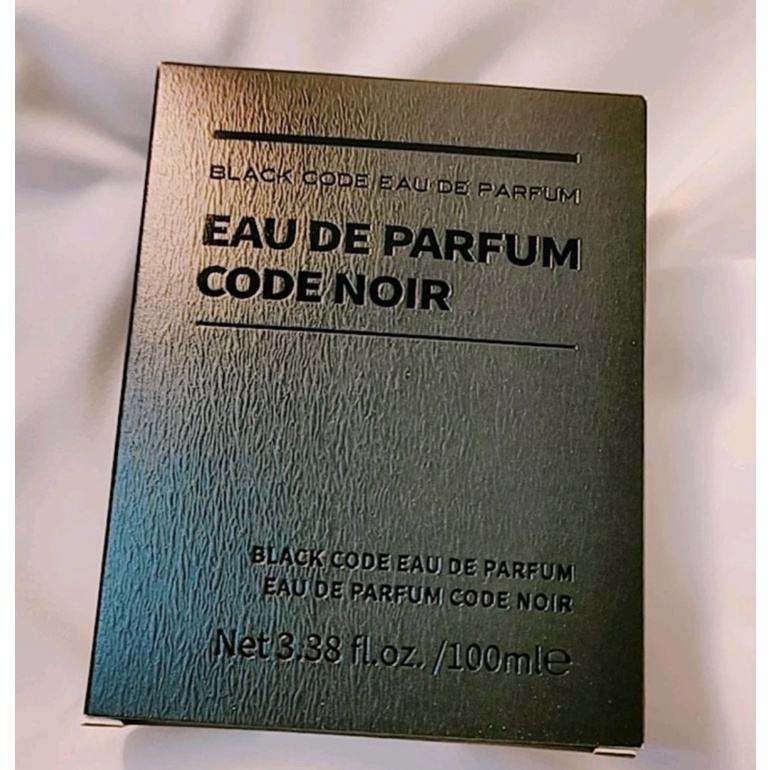 BLACK CODE EAU DE PARFUM
EAU DE PARFUM
CODE NOIR
BLACK CODE EAU DE PARFUM
EAU DE PARFUM CODE NOIR
Net 3.38 fl.oz. /100ml℮